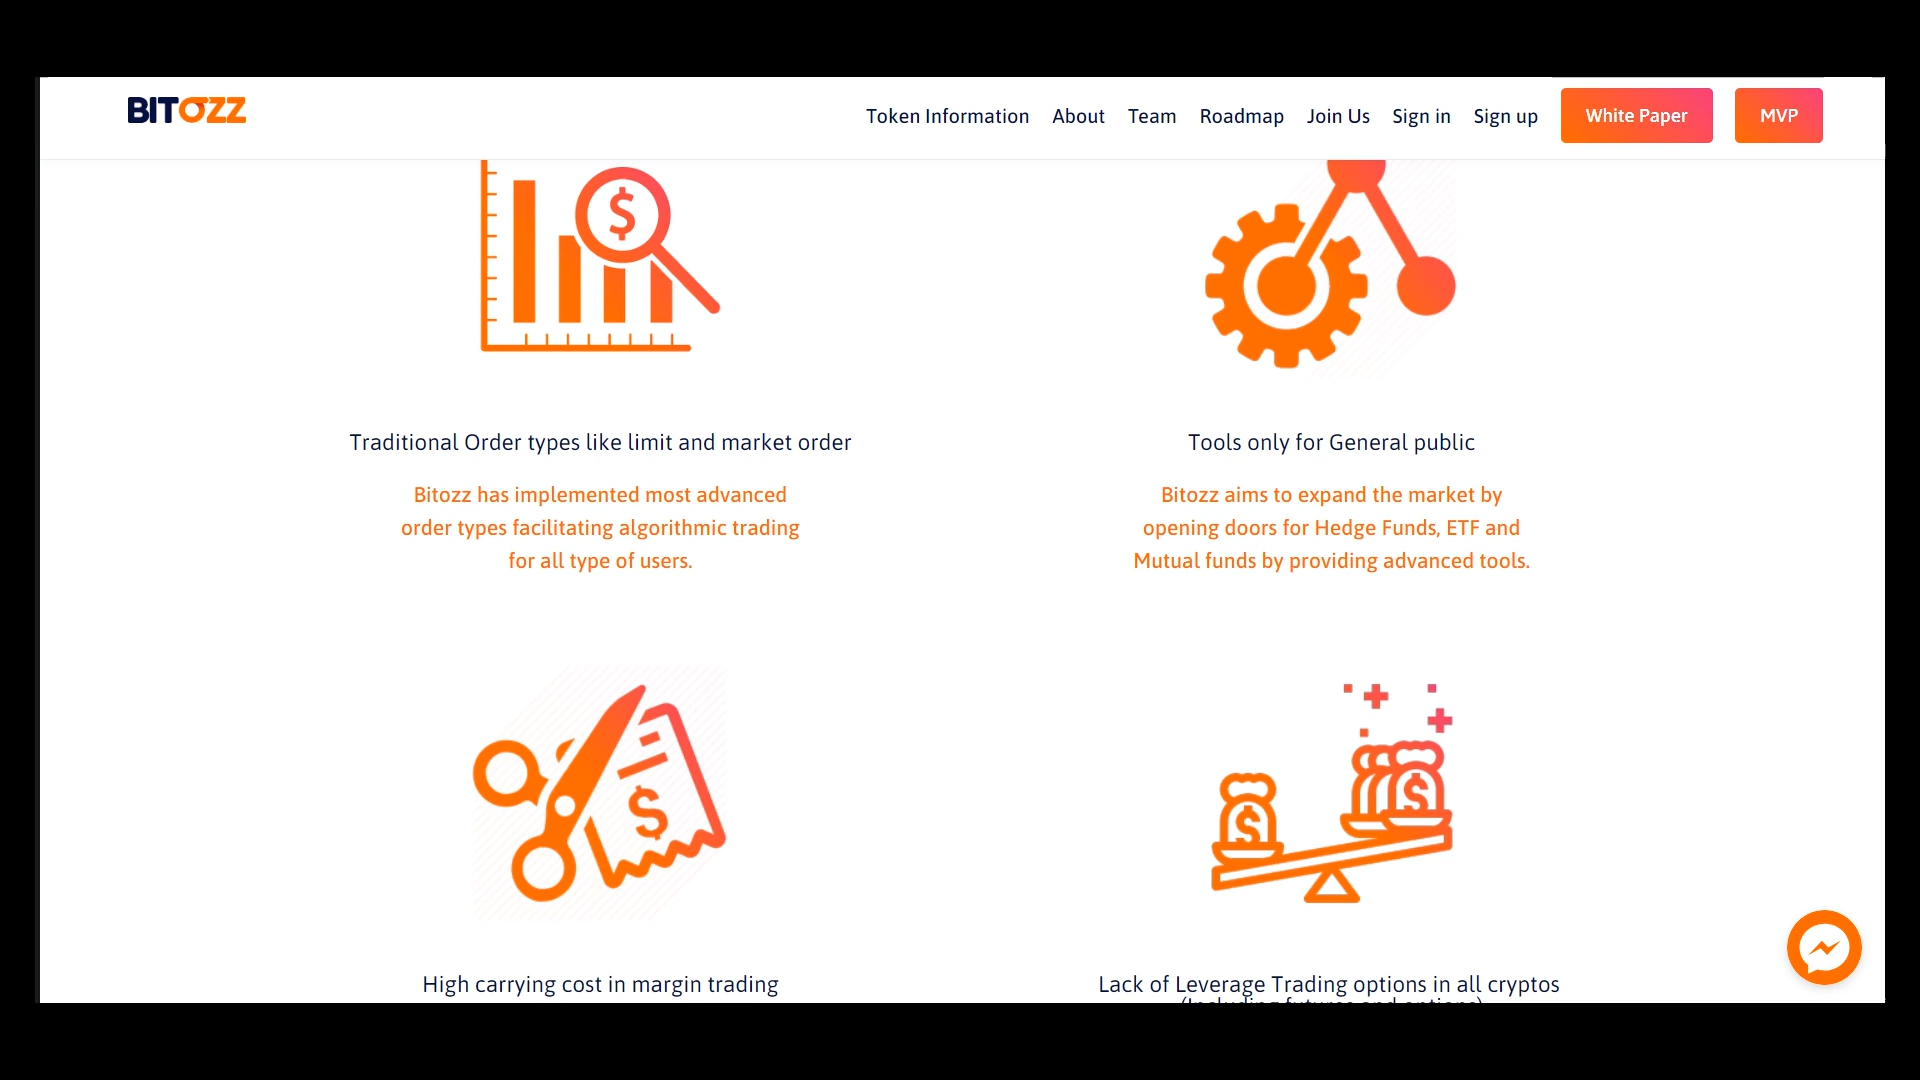 BITOZZ
Token Information About Team Roadmap Join Us Sign in Sign up White Paper MVP
$
Traditional Order types like limit and market order
Bitozz has implemented most advanced
order types facilitating algorithmic trading
for all type of users.
Tools only for General public
Bitozz aims to expand the market by
opening doors for Hedge Funds, ETF and
Mutual funds by providing advanced tools.
$
$ $
High carrying cost in margin trading
Lack of Leverage Trading options in all cryptos
(Including futures and options)